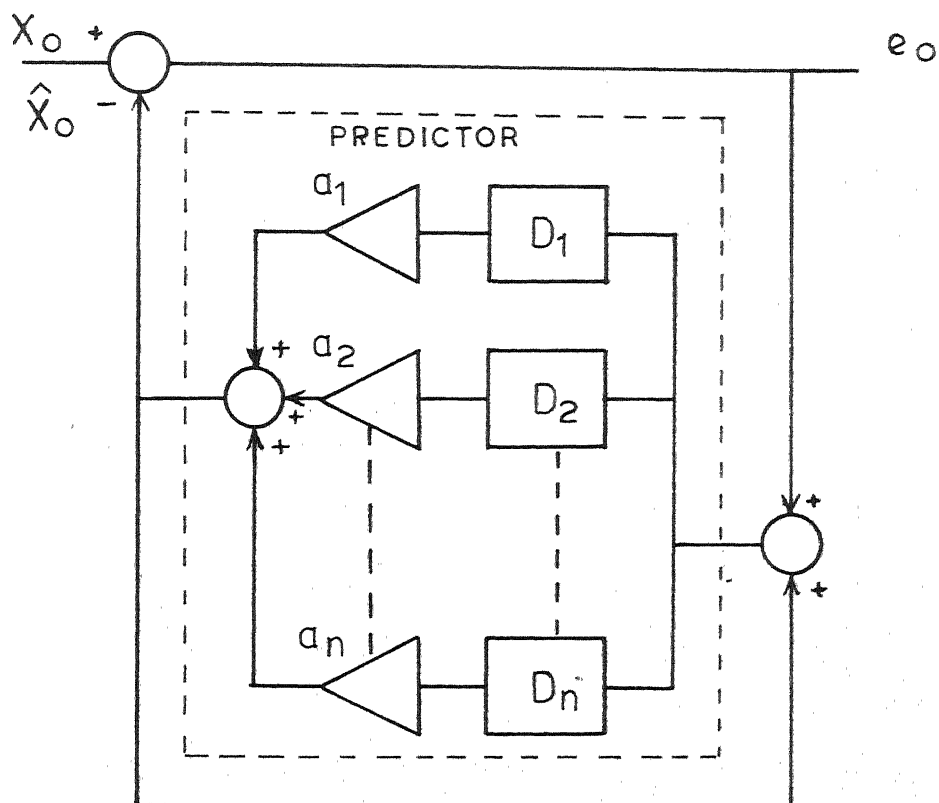 X₀ + e₀
X̂₀ −
PREDICTOR
a₁ D₁
+ a₂ D₂
+
+
+
aₙ Dₙ +